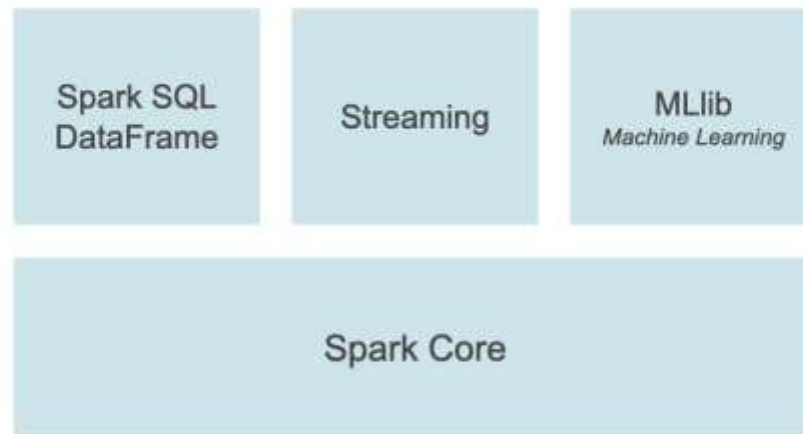 Spark SQL
DataFrame
Streaming
MLlib
Machine Learning
Spark Core